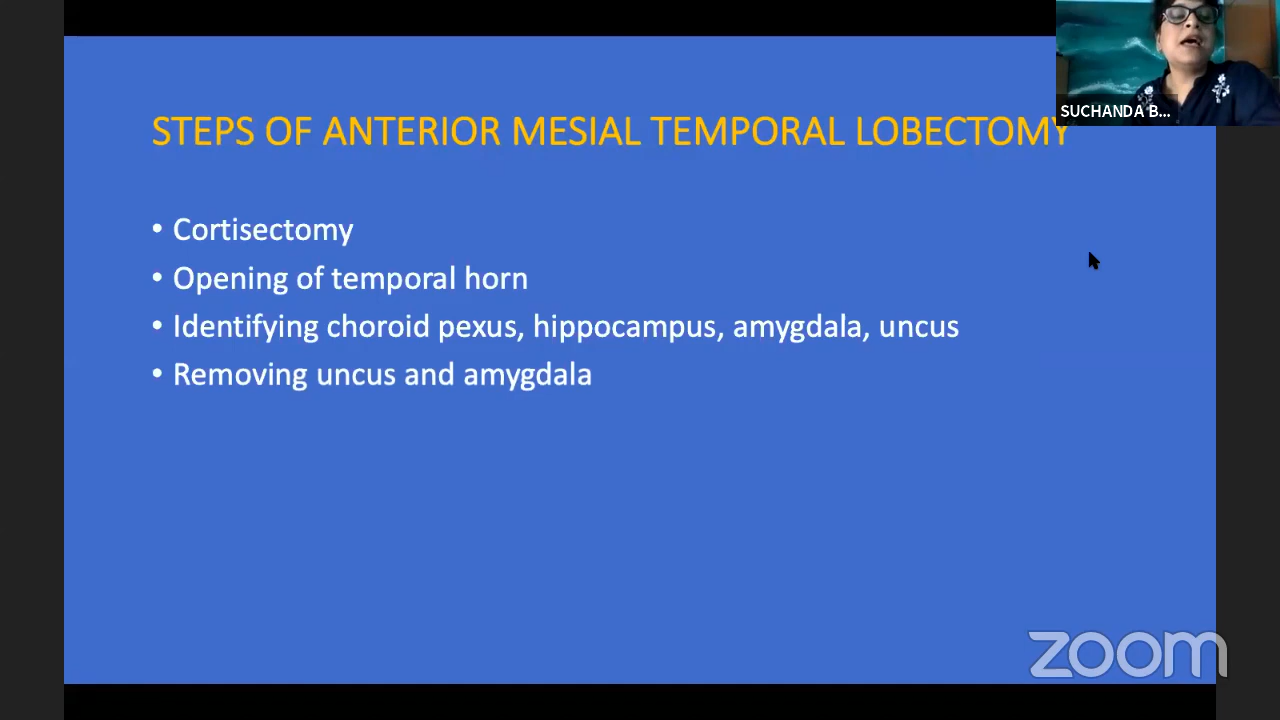 SUCHANDA B...
STEPS OF ANTERIOR MESIAL TEMPORAL LOBECTOMY
• Cortisectomy
• Opening of temporal horn
• Identifying choroid pexus, hippocampus, amygdala, uncus
• Removing uncus and amygdala
zoom